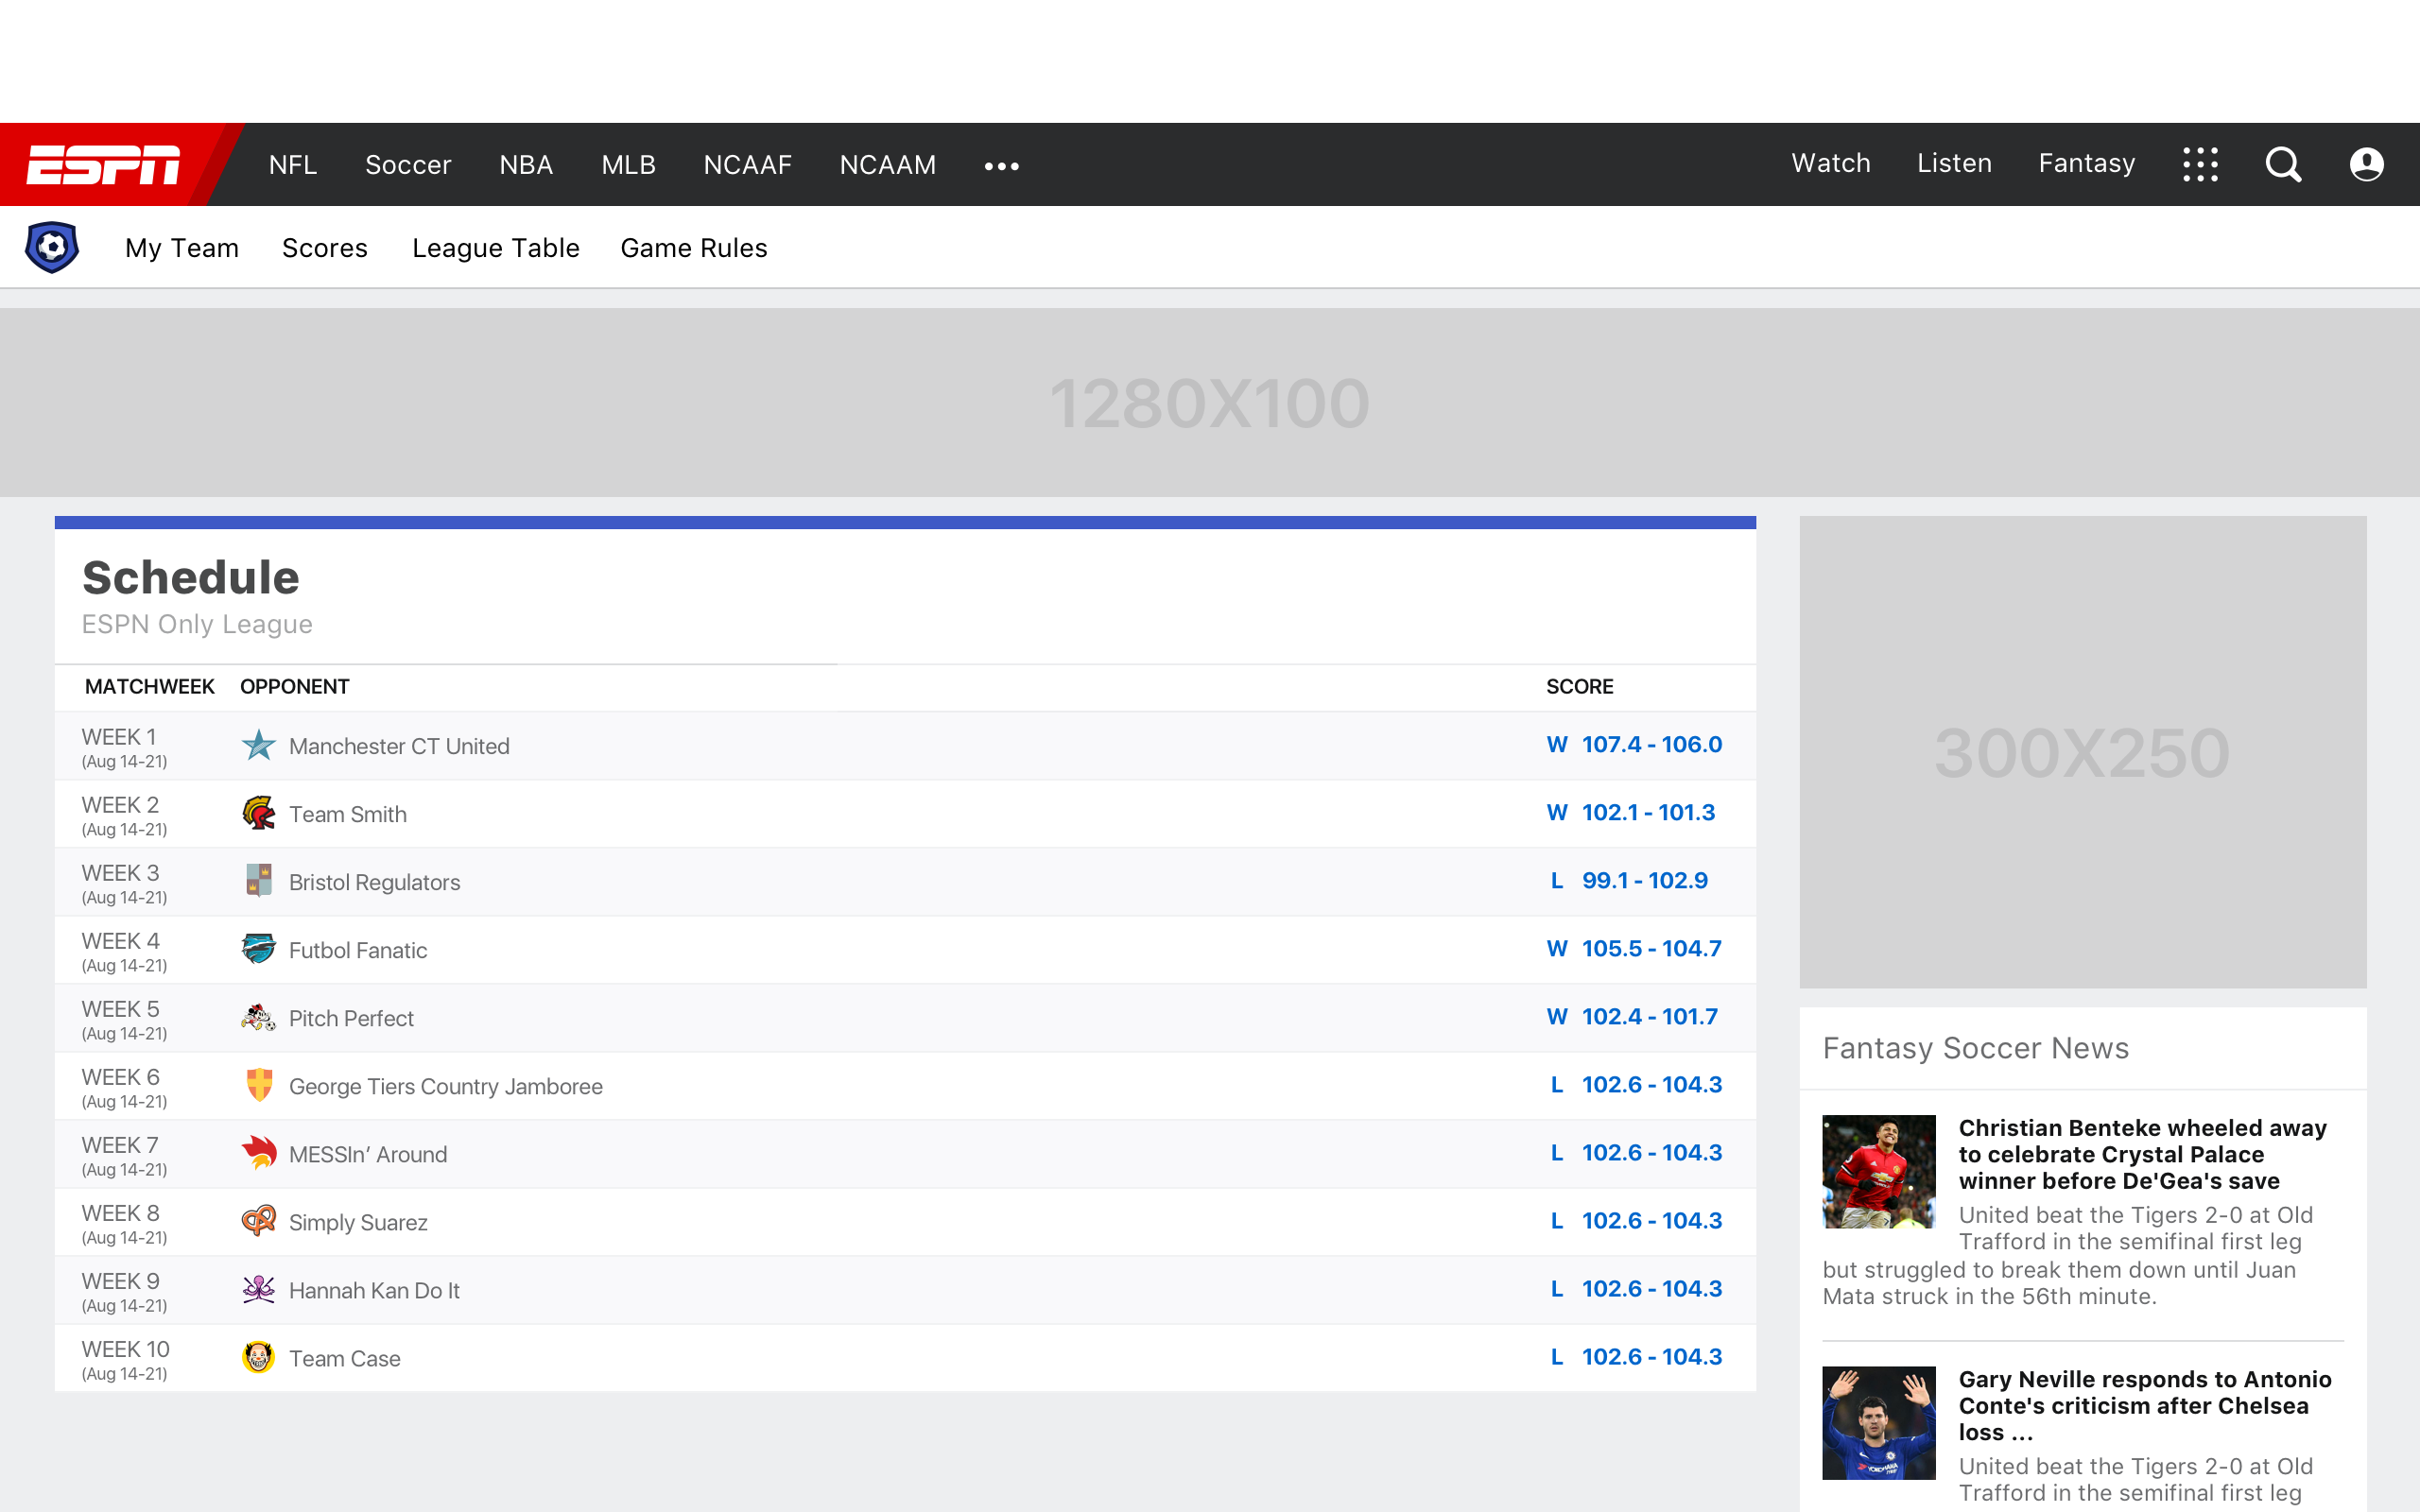 ESPN NFL Soccer NBA MLB NCAAF NCAAM Watch Listen Fantasy
My Team Scores League Table Game Rules
1280X100
Schedule
ESPN Only League
MATCHWEEK OPPONENT SCORE
WEEK 1 Manchester CT United W 107.4 - 106.0
(Aug 14-21)
WEEK 2 Team Smith W 102.1 - 101.3
(Aug 14-21)
WEEK 3 Bristol Regulators L 99.1 - 102.9
(Aug 14-21)
WEEK 4 Futbol Fanatic W 105.5 - 104.7
(Aug 14-21)
WEEK 5 Pitch Perfect W 102.4 - 101.7
(Aug 14-21)
WEEK 6 George Tiers Country Jamboree L 102.6 - 104.3
(Aug 14-21)
WEEK 7 MESSIn’ Around L 102.6 - 104.3
(Aug 14-21)
WEEK 8 Simply Suarez L 102.6 - 104.3
(Aug 14-21)
WEEK 9 Hannah Kan Do It L 102.6 - 104.3
(Aug 14-21)
WEEK 10 Team Case L 102.6 - 104.3
(Aug 14-21)
300X250
Fantasy Soccer News
Christian Benteke wheeled away
to celebrate Crystal Palace
winner before De'Gea's save
United beat the Tigers 2-0 at Old
Trafford in the semifinal first leg
but struggled to break them down until Juan
Mata struck in the 56th minute.
Gary Neville responds to Antonio
Conte's criticism after Chelsea
loss ...
United beat the Tigers 2-0 at Old
Trafford in the semifinal first leg